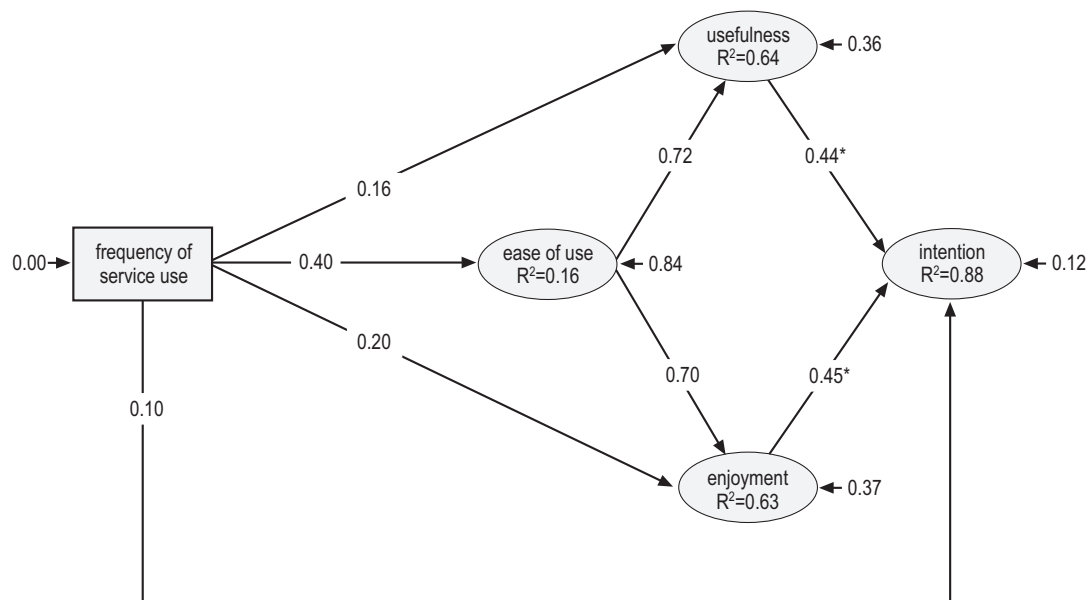 usefulness
R²=0.64
0.36
0.72
0.44*
0.16
frequency of
service use
0.00
0.40
ease of use
R²=0.16
0.84
intention
R²=0.88
0.12
0.20
0.70
0.45*
0.10
enjoyment
R²=0.63
0.37